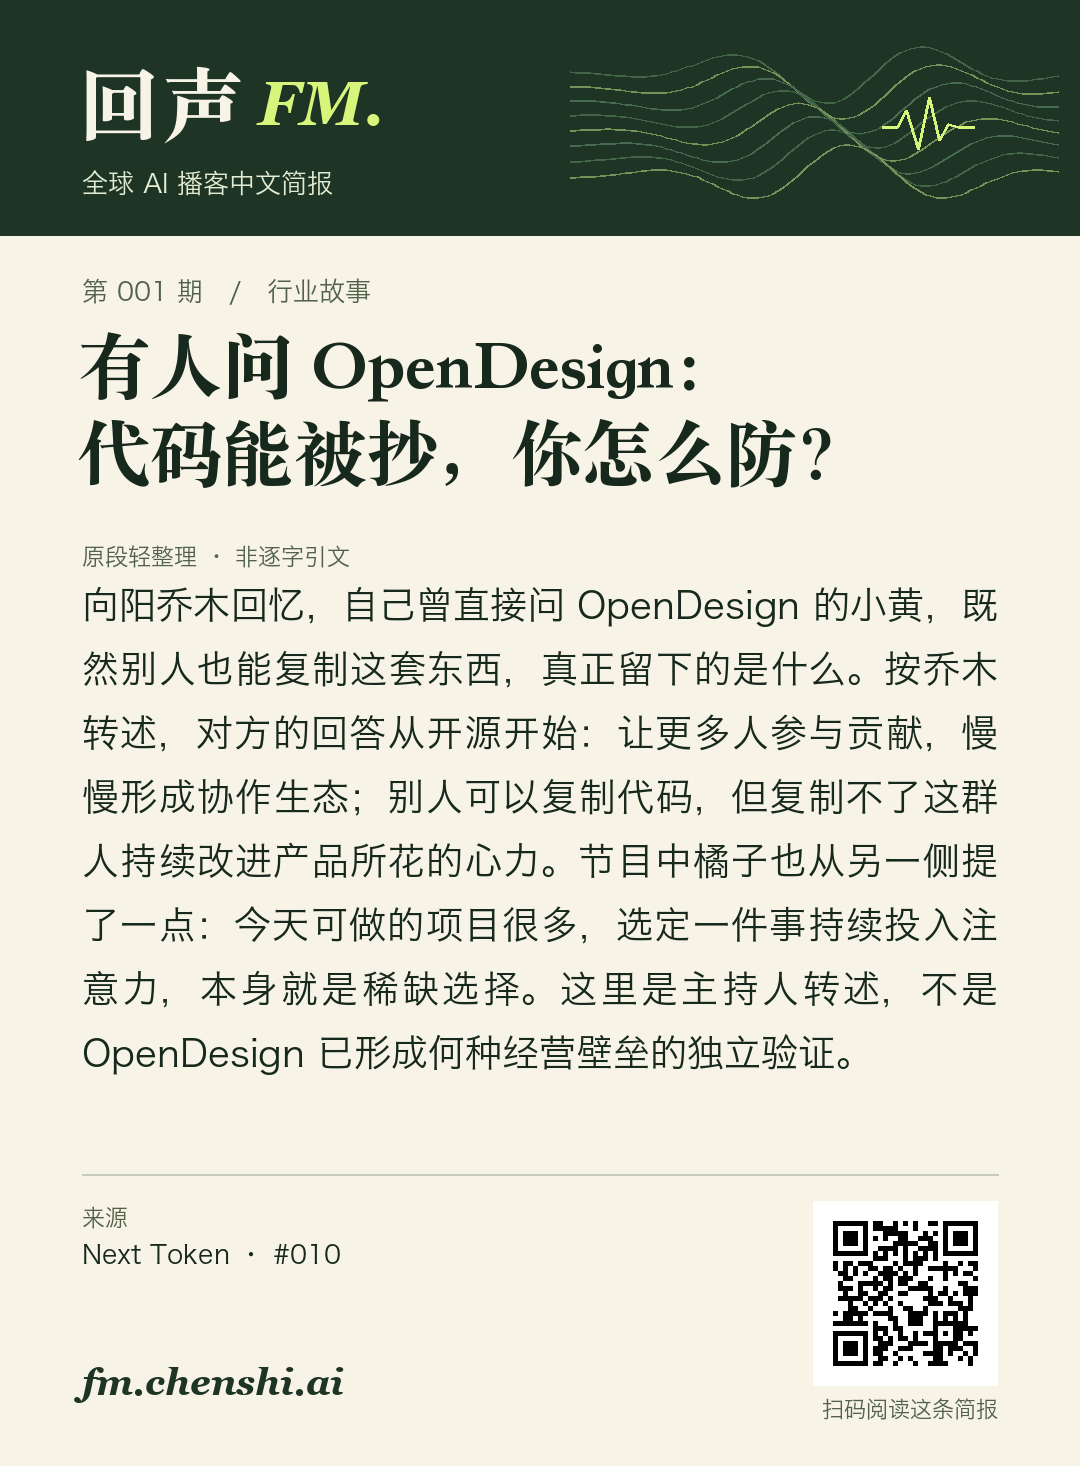 回声 FM.
全球 AI 播客中文简报
第 001 期 / 行业故事
有人问 OpenDesign：
代码能被抄，你怎么防？
原段轻整理 · 非逐字引文
向阳乔木回忆，自己曾直接问 OpenDesign 的小黄，既
然别人也能复制这套东西，真正留下的是什么。按乔木
转述，对方的回答从开源开始：让更多人参与贡献，慢
慢形成协作生态；别人可以复制代码，但复制不了这群
人持续改进产品所花的心力。节目中橘子也从另一侧提
了一点：今天可做的项目很多，选定一件事持续投入注
意力，本身就是稀缺选择。这里是主持人转述，不是
OpenDesign 已形成何种经营壁垒的独立验证。
来源
Next Token · #010
fm.chenshi.ai
扫码阅读这条简报